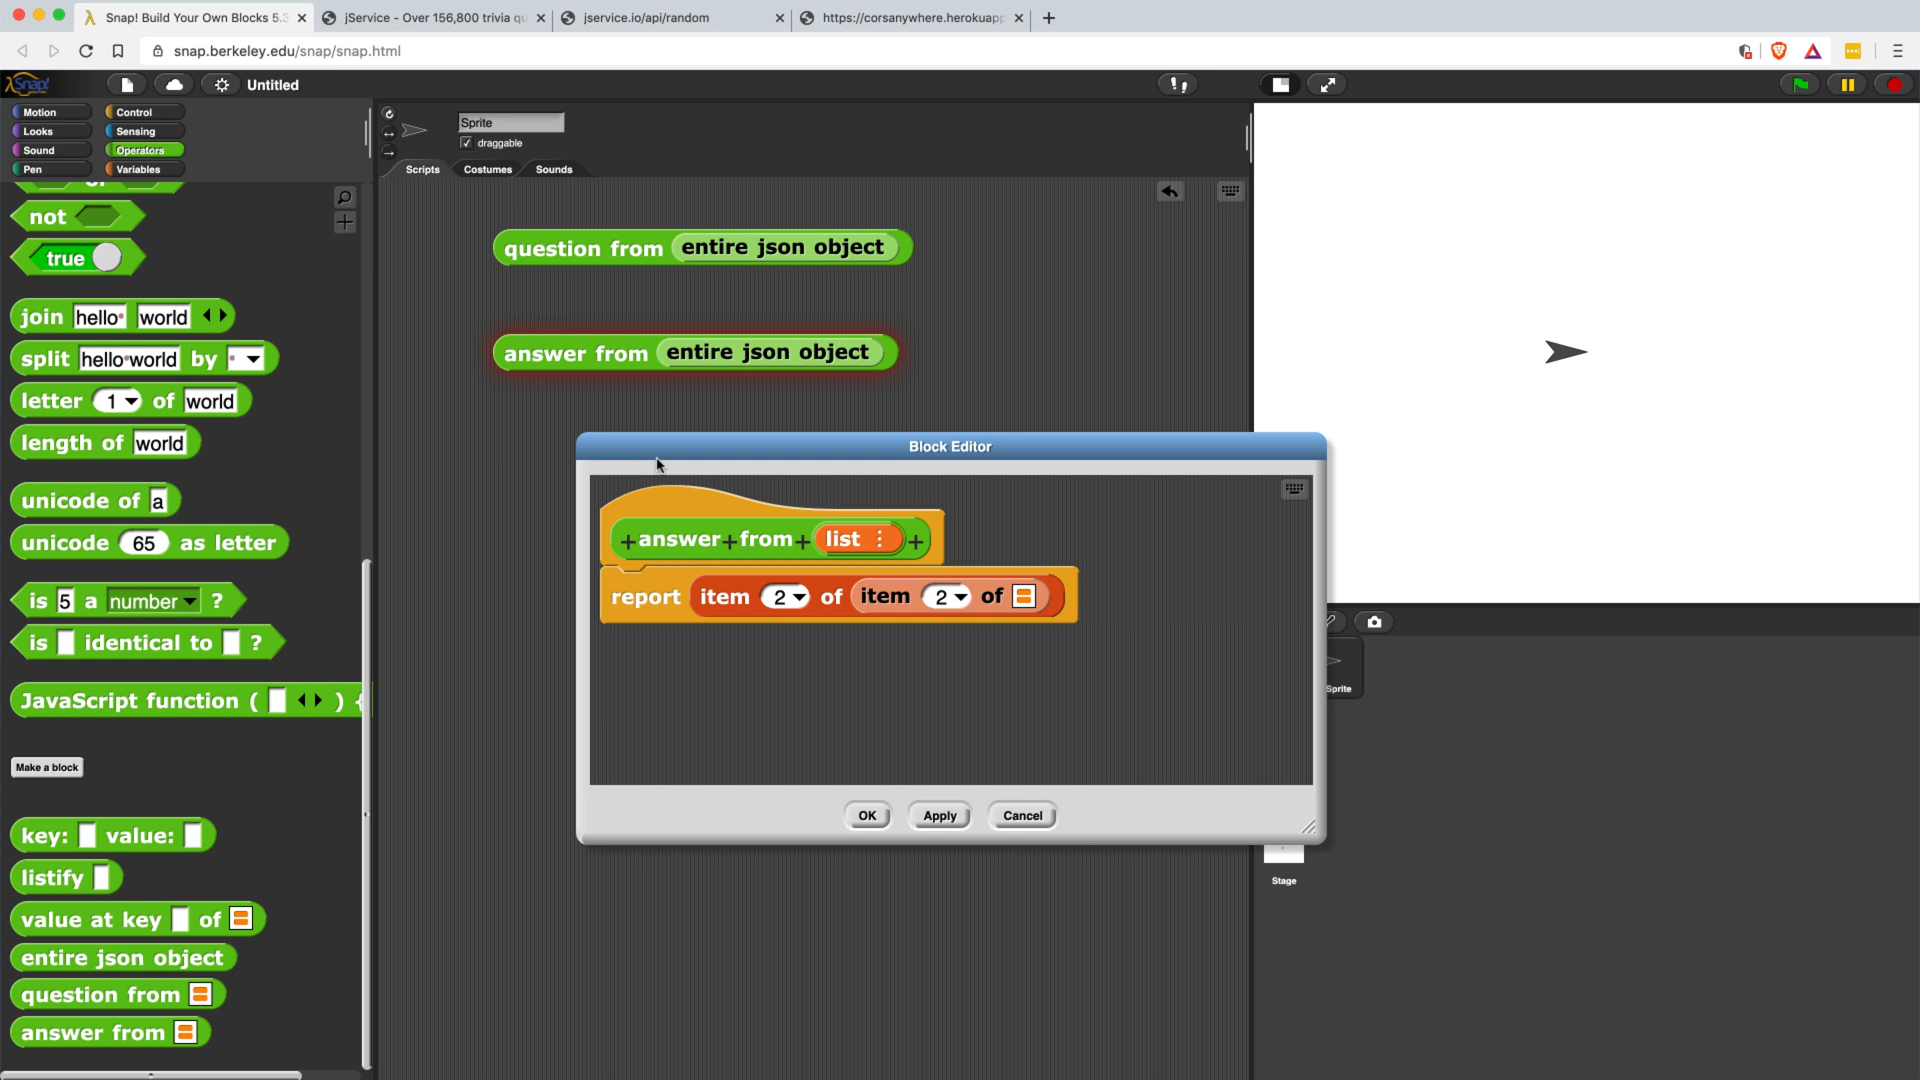 Snap! Build Your Own Blocks 5.3
jService - Over 156,800 trivia qu
jservice.io/api/random
https://corsanywhere.herokuapp
snap.berkeley.edu/snap/snap.html
Snap!
Untitled
Motion
Control
Looks
Sensing
Sound
Operators
Pen
Variables
Sprite
draggable
Scripts
Costumes
Sounds
or
not
true
join hello world
split hello world by
letter 1 of world
length of world
unicode of a
unicode 65 as letter
is 5 a number ?
is identical to ?
JavaScript function ( ) {
Make a block
key: value:
listify
value at key of
entire json object
question from
answer from
question from entire json object
answer from entire json object
Block Editor
+answer+from+ list +
report item 2 of item 2 of
OK
Apply
Cancel
Sprite
Stage